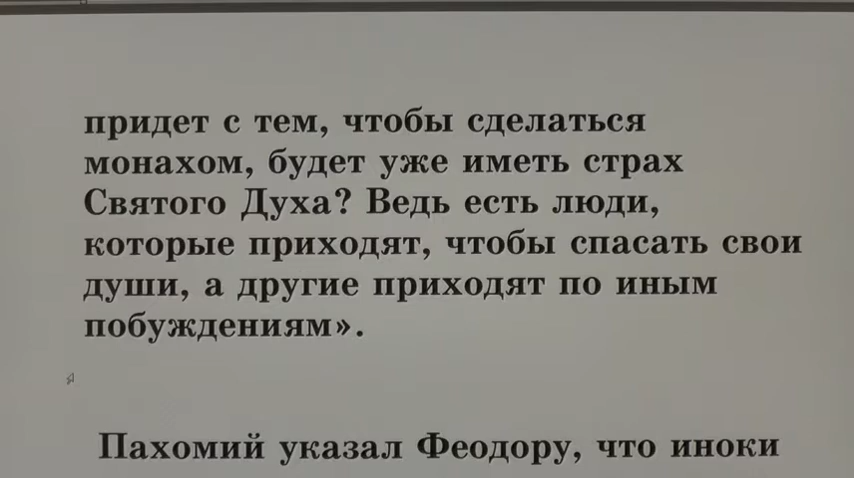 придет с тем, чтобы сделаться
монахом, будет уже иметь страх
Святого Духа? Ведь есть люди,
которые приходят, чтобы спасать свои
души, а другие приходят по иным
побуждениям».
Пахомий указал Феодору, что иноки